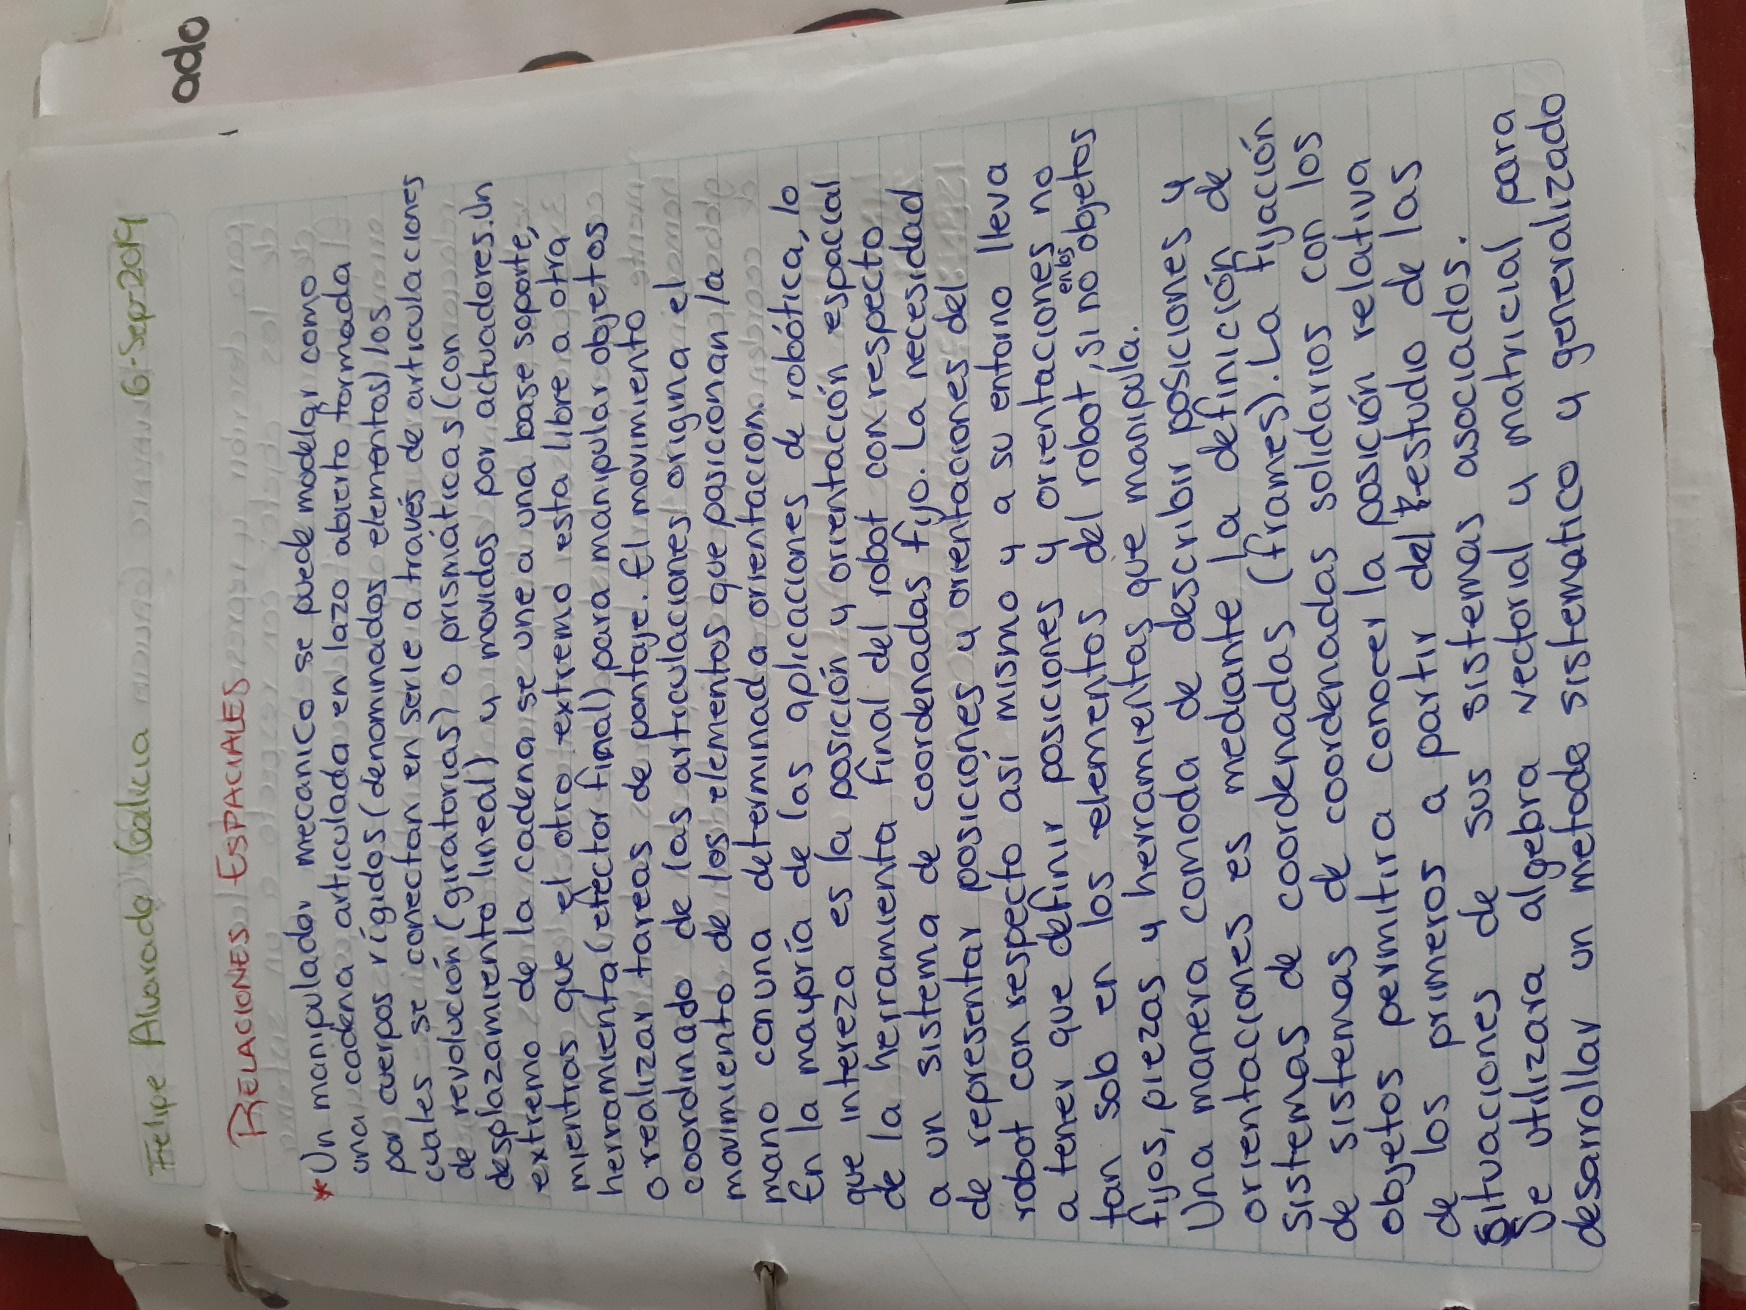 ado
Felipe Alvarado Galicia 6-Sep-2019
RELACIONES ESPACIALES
* Un manipulador mecanico se puede modelar como
una cadena articulada en lazo abierto formada
por cuerpos rígidos (denominados elementos) los
cuales se conectan en serie a través de articulaciones
de revolución (giratorias) o prismáticas (con
desplazamiento lineal) y movidos por actuadores. Un
extremo de la cadena se une a una base soporte,
mientras que el otro extremo esta libre a otra
herramienta (efector final) para manipular objetos
o realizar tareas de pontaje. El movimiento
coordinado de las articulaciones origina el
movimiento de los elementos que posicionan la
mano con una determinada orientacion.
En la mayoría de las aplicaciones de robótica, lo
que intereza es la posición y orientación espacial
de la herramienta final del robot con respecto
a un sistema de coordenadas fijo. La necesidad
de representar posiciones y orientaciones del
robot con respecto asi mismo y a su entorno lleva
a tener que definir posiciones y orientaciones no
tan solo en los elementos del robot, si no en los objetos
fijos, piezas y herramientas que manipula.
Una manera comoda de describir posiciones y
orientaciones es mediante la definición de
sistemas de coordenadas (frames). La fijación
de sistemas de coordenadas solidarios con los
objetos permitira conocer la posición relativa
de los primeros a partir del estudio de las
situaciones de sus sistemas asociados.
Se utilizara algebra vectorial y matricial para
desarrollar un metodo sistematico y generalizado